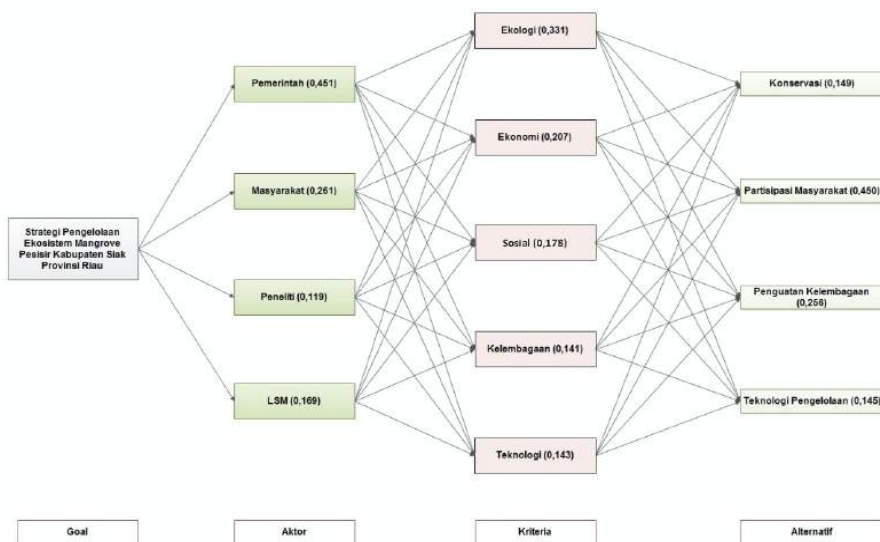 Strategi Pengelolaan
Ekosistem Mangrove
Pesisir Kabupaten Siak
Provinsi Riau
Pemerintah (0,451)
Masyarakat (0,261)
Peneliti (0,119)
LSM (0,169)
Ekologi (0,331)
Ekonomi (0,207)
Sosial (0,178)
Kelembagaan (0,141)
Teknologi (0,143)
Konservasi (0,149)
Partisipasi Masyarakat (0,450)
Penguatan Kelembagaan
(0,256)
Teknologi Pengelolaan (0,145)
Goal
Aktor
Kriteria
Alternatif